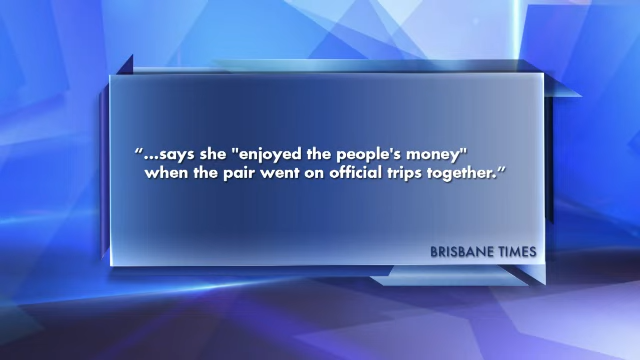 “...says she "enjoyed the people's money"
when the pair went on official trips together.”
BRISBANE TIMES